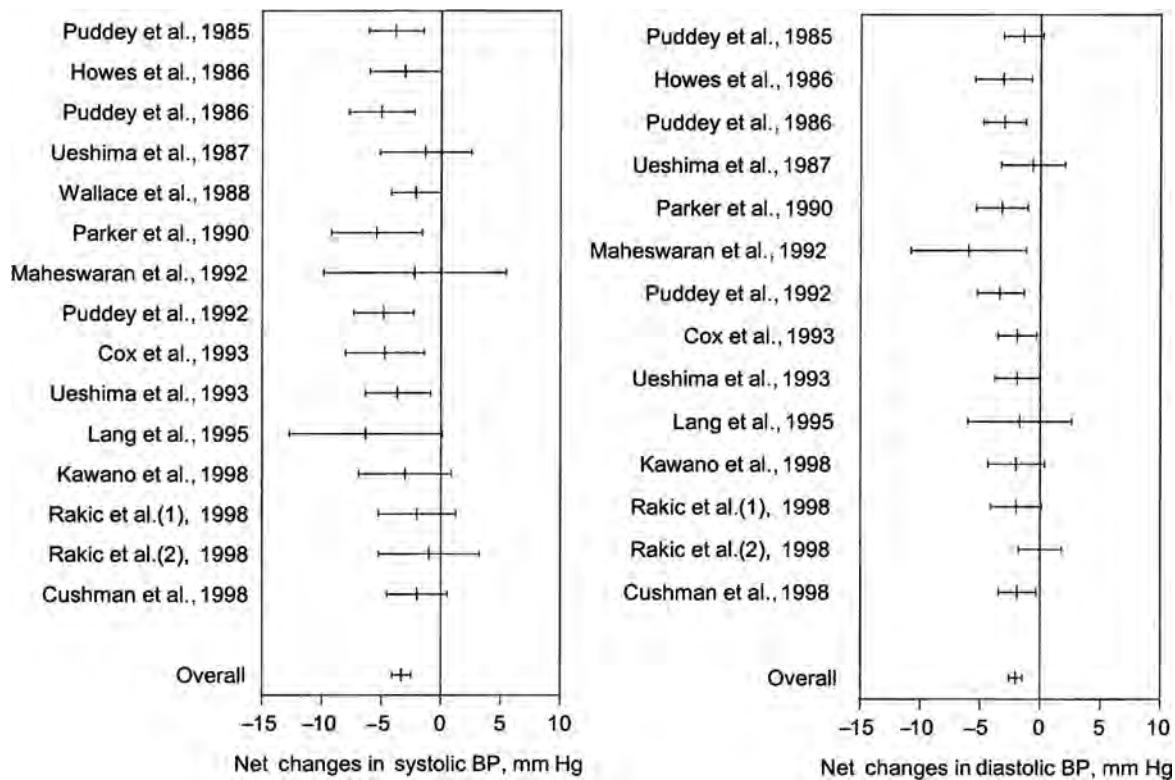 Puddey et al., 1985
Howes et al., 1986
Puddey et al., 1986
Ueshima et al., 1987
Wallace et al., 1988
Parker et al., 1990
Maheswaran et al., 1992
Puddey et al., 1992
Cox et al., 1993
Ueshima et al., 1993
Lang et al., 1995
Kawano et al., 1998
Rakic et al.(1), 1998
Rakic et al.(2), 1998
Cushman et al., 1998
Overall
–15 –10 –5 0 5 10
Net changes in systolic BP, mm Hg
Puddey et al., 1985
Howes et al., 1986
Puddey et al., 1986
Ueshima et al., 1987
Parker et al., 1990
Maheswaran et al., 1992
Puddey et al., 1992
Cox et al., 1993
Ueshima et al., 1993
Lang et al., 1995
Kawano et al., 1998
Rakic et al.(1), 1998
Rakic et al.(2), 1998
Cushman et al., 1998
Overall
–15 –10 –5 0 5 10
Net changes in diastolic BP, mm Hg